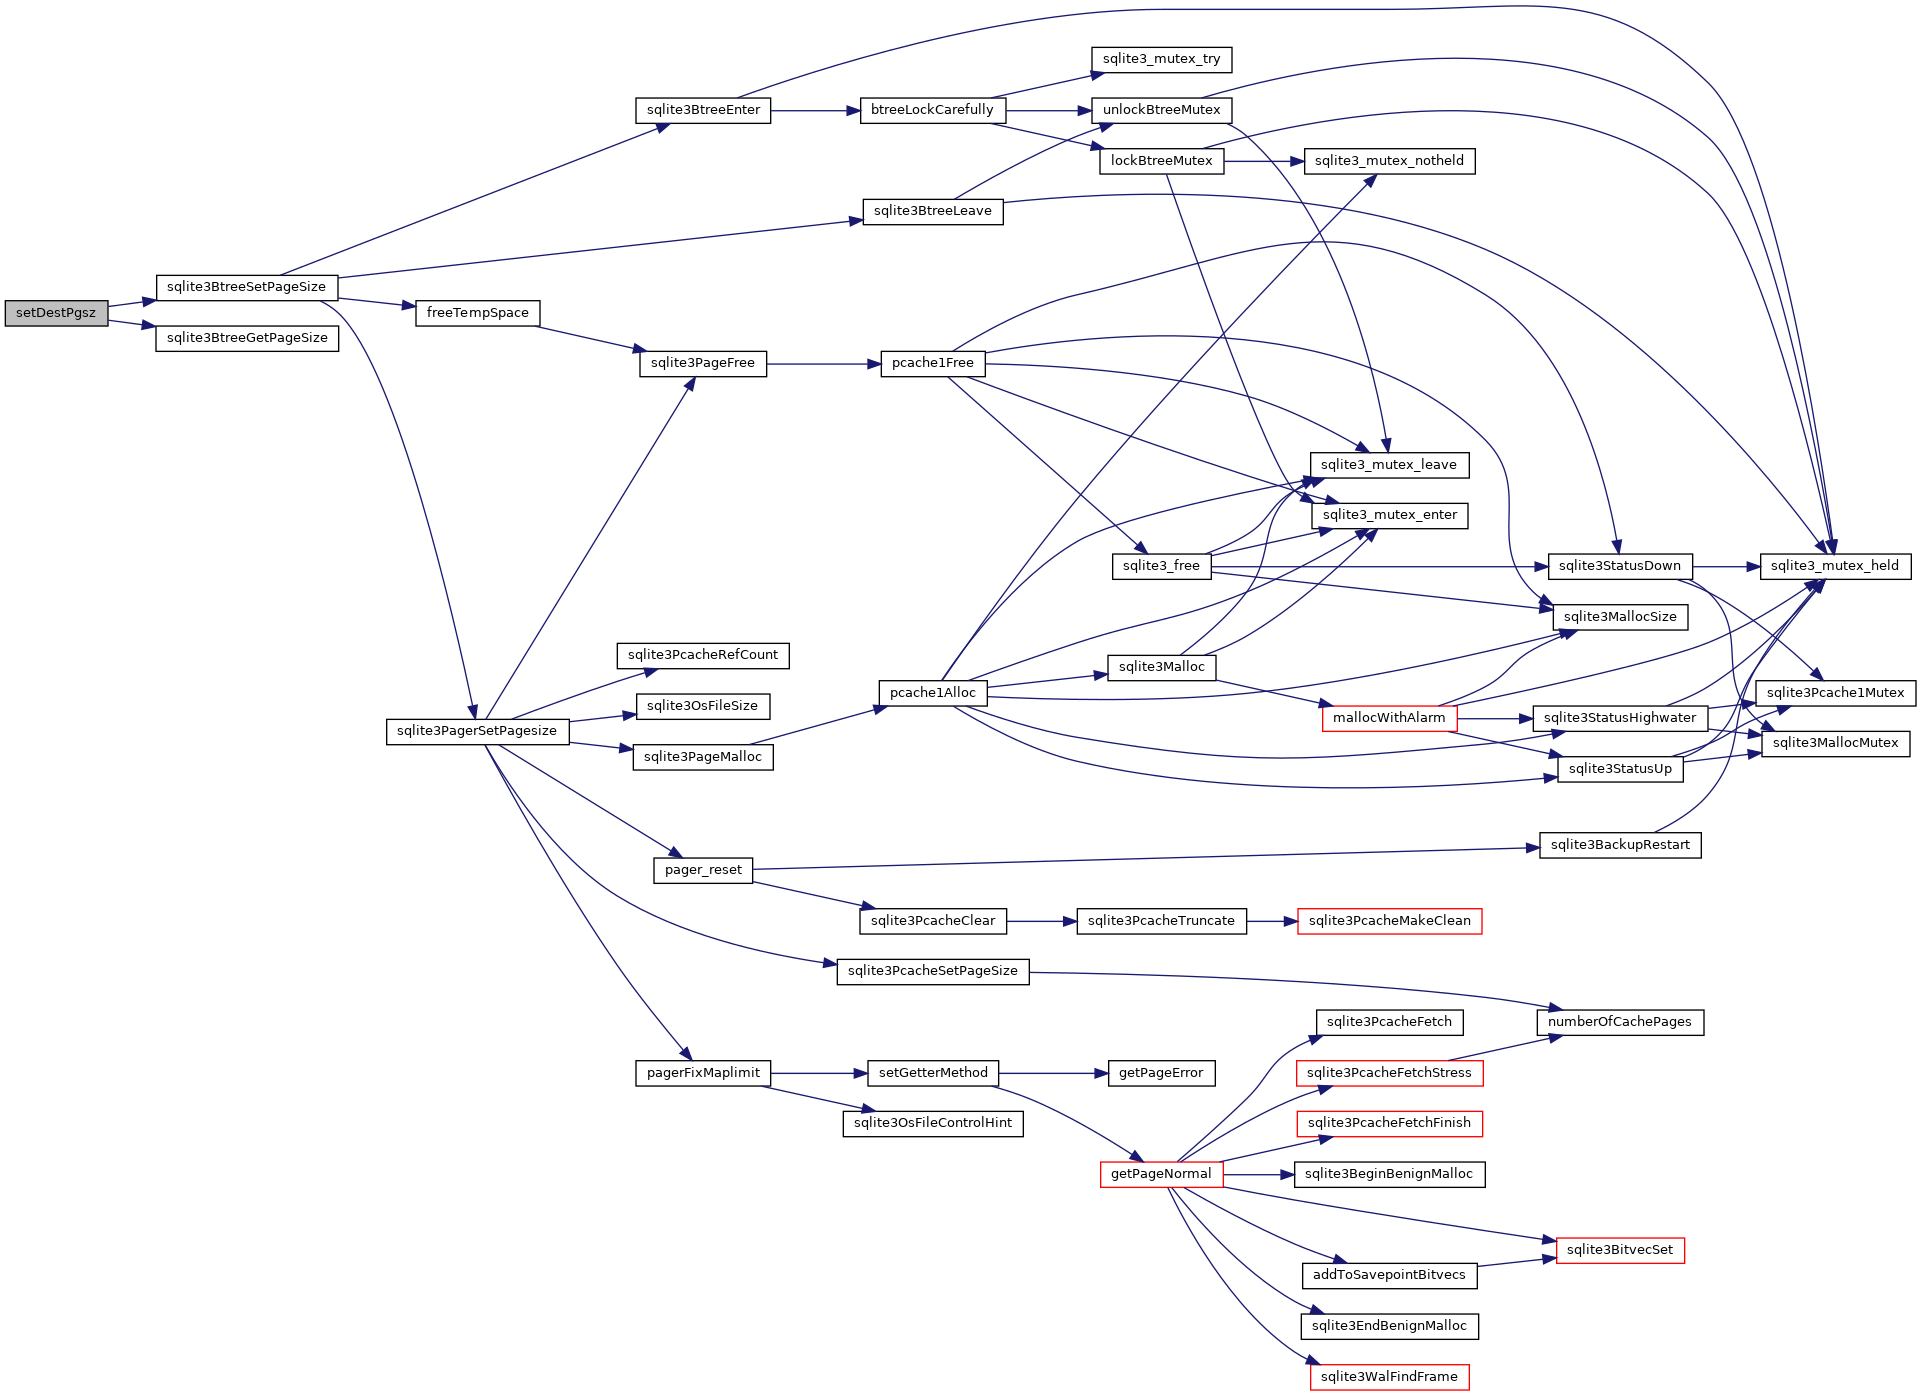 sqlite3_mutex_try
sqlite3BtreeEnter
btreeLockCarefully
unlockBtreeMutex
lockBtreeMutex
sqlite3_mutex_notheld
sqlite3BtreeLeave
sqlite3BtreeSetPageSize
setDestPgsz
freeTempSpace
sqlite3BtreeGetPageSize
sqlite3PageFree
pcache1Free
sqlite3_mutex_leave
sqlite3_mutex_enter
sqlite3_free
sqlite3StatusDown
sqlite3_mutex_held
sqlite3MallocSize
sqlite3PcacheRefCount
sqlite3Malloc
pcache1Alloc
sqlite3Pcache1Mutex
sqlite3OsFileSize
mallocWithAlarm
sqlite3StatusHighwater
sqlite3PagerSetPagesize
sqlite3MallocMutex
sqlite3PageMalloc
sqlite3StatusUp
sqlite3BackupRestart
pager_reset
sqlite3PcacheClear
sqlite3PcacheTruncate
sqlite3PcacheMakeClean
sqlite3PcacheSetPageSize
sqlite3PcacheFetch
numberOfCachePages
pagerFixMaplimit
setGetterMethod
getPageError
sqlite3PcacheFetchStress
sqlite3OsFileControlHint
sqlite3PcacheFetchFinish
getPageNormal
sqlite3BeginBenignMalloc
sqlite3BitvecSet
addToSavepointBitvecs
sqlite3EndBenignMalloc
sqlite3WalFindFrame